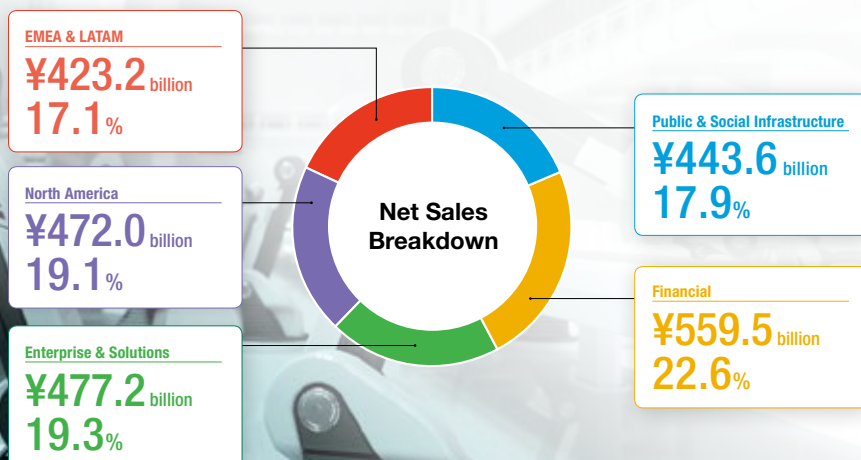 EMEA & LATAM
¥423.2 billion
17.1%
North America
¥472.0 billion
19.1%
Enterprise & Solutions
¥477.2 billion
19.3%
Net Sales
Breakdown
Public & Social Infrastructure
¥443.6 billion
17.9%
Financial
¥559.5 billion
22.6%